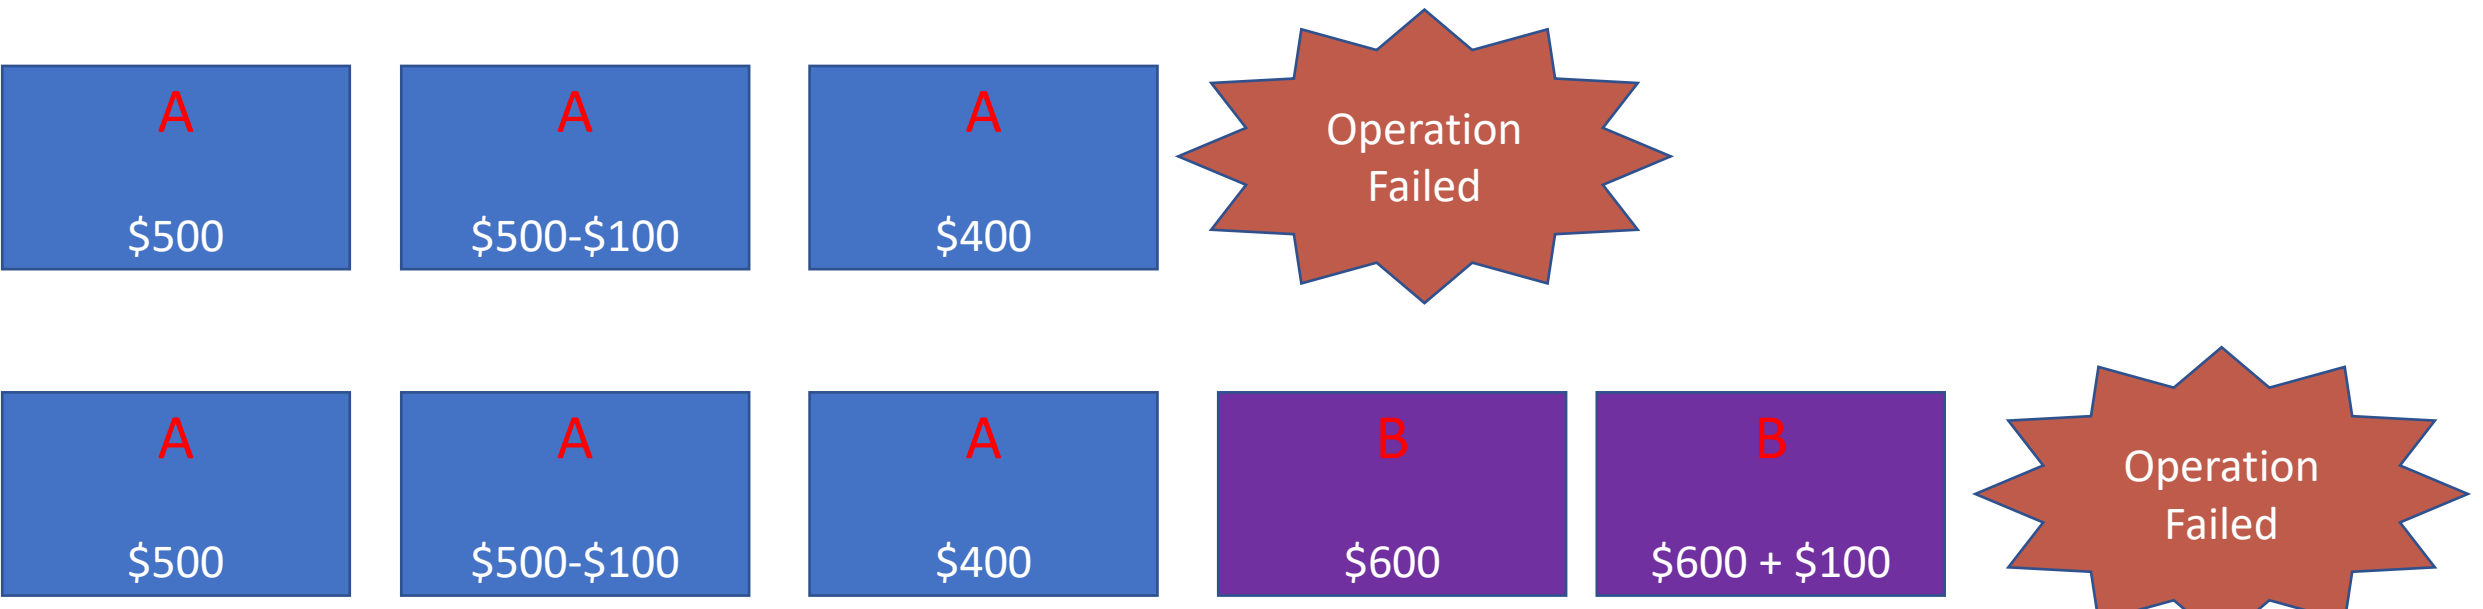 A
$500
A
$500-$100
A
$400
Operation
Failed
A
$500
A
$500-$100
A
$400
B
$600
B
$600 + $100
Operation
Failed